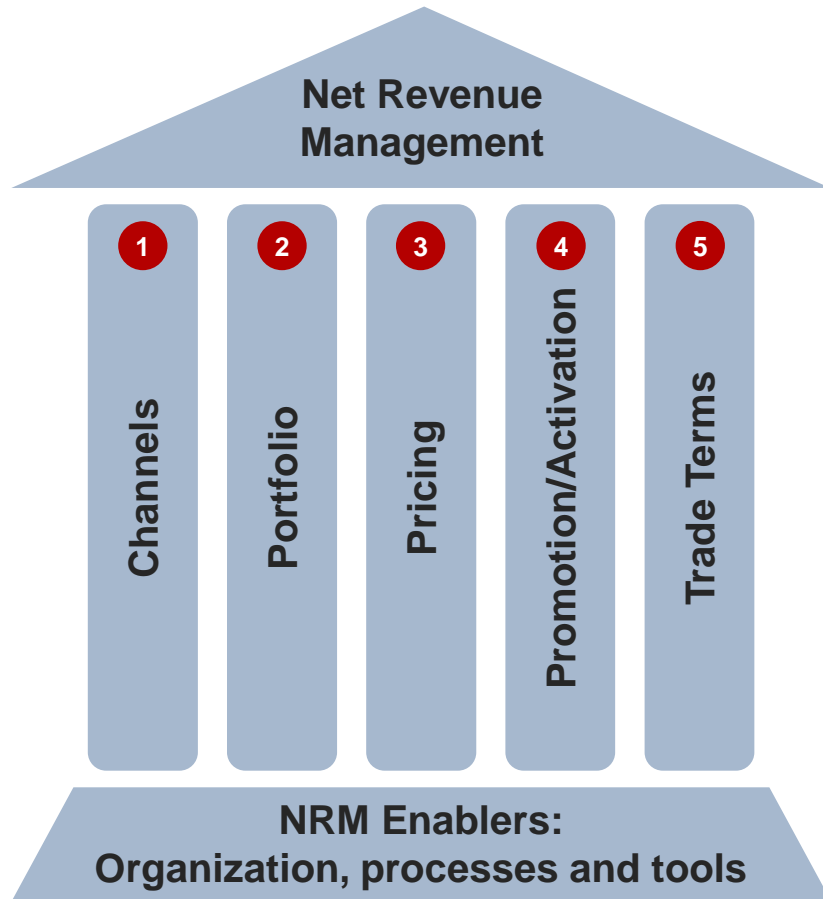 Net Revenue
Management
1
2
3
4
5
Channels
Portfolio
Pricing
Promotion/Activation
Trade Terms
NRM Enablers:
Organization, processes and tools